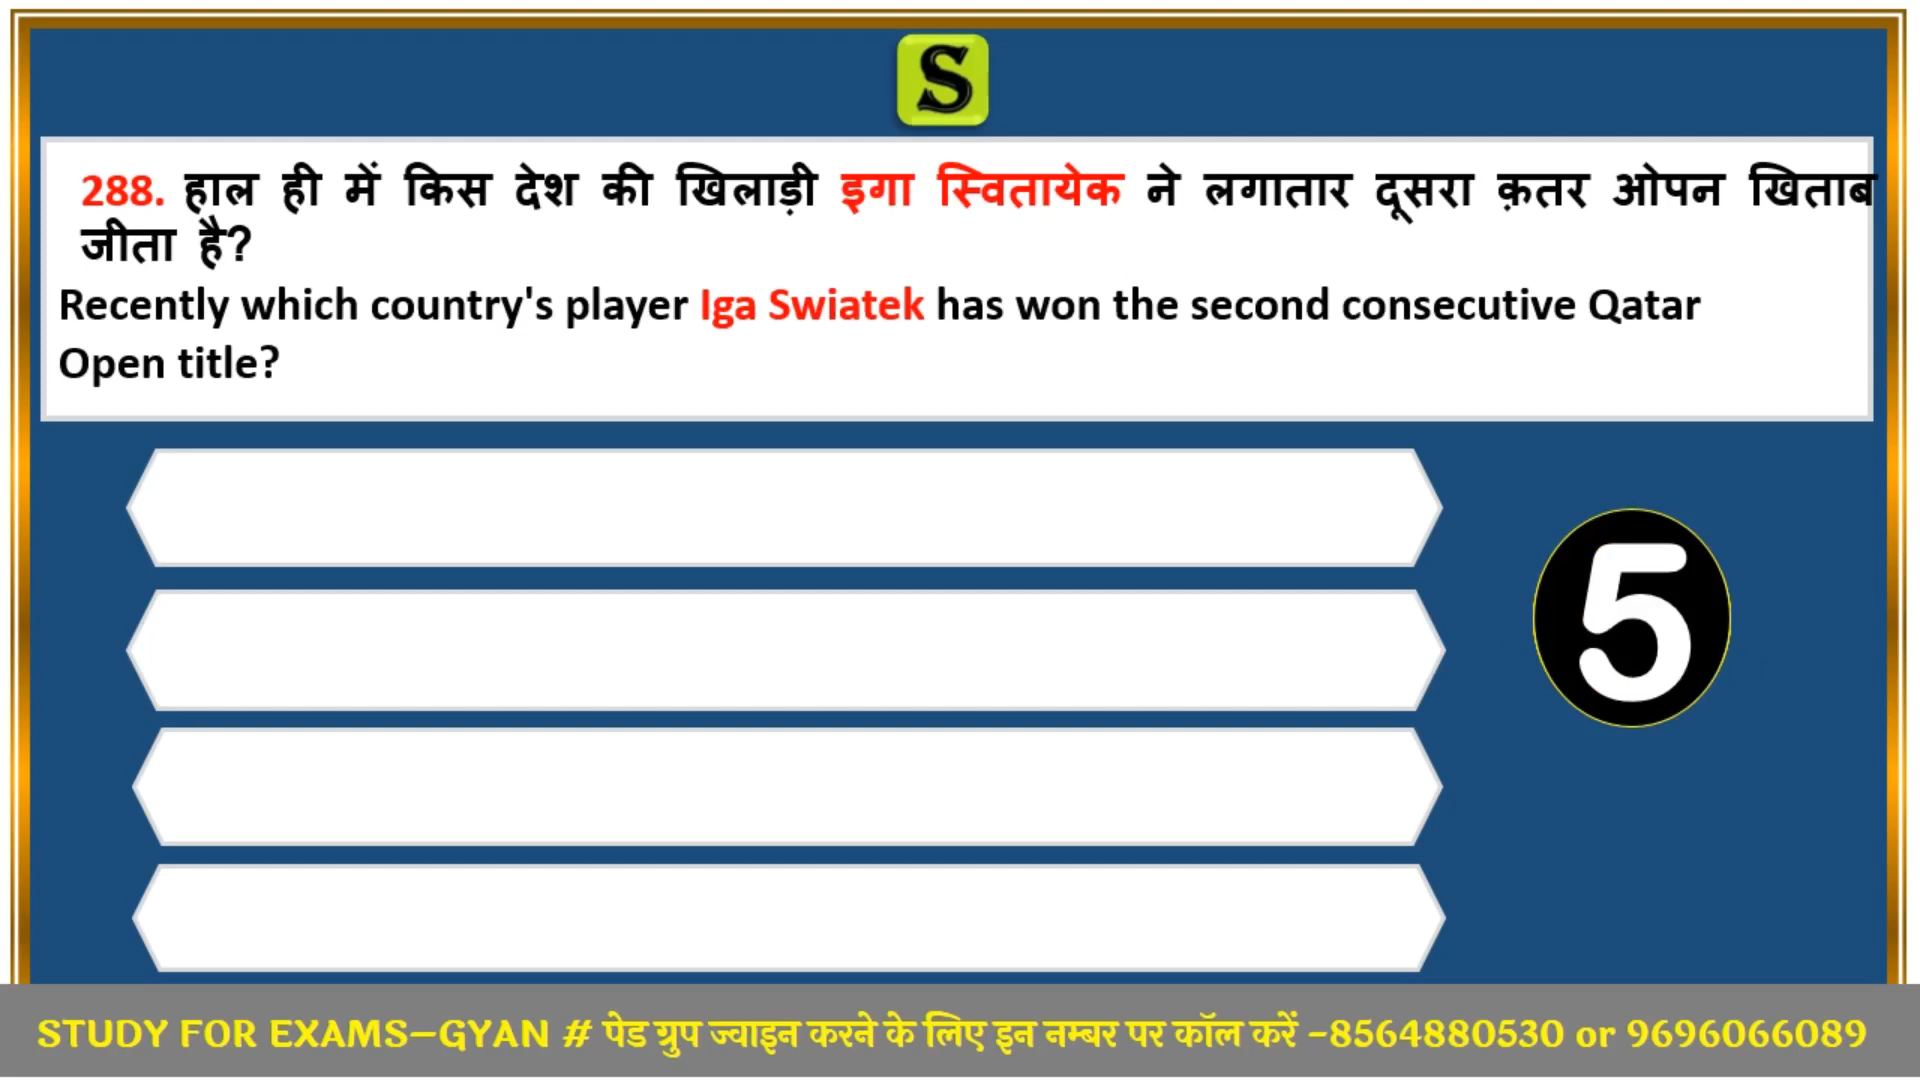 S
288. हाल ही में किस देश की खिलाड़ी इगा स्वितायेक ने लगातार दूसरा क़तर ओपन खिताब
जीता है?
Recently which country's player Iga Swiatek has won the second consecutive Qatar
Open title?
5
STUDY FOR EXAMS–GYAN # पेड ग्रुप ज्वाइन करने के लिए इन नम्बर पर कॉल करें –8564880530 or 9696066089